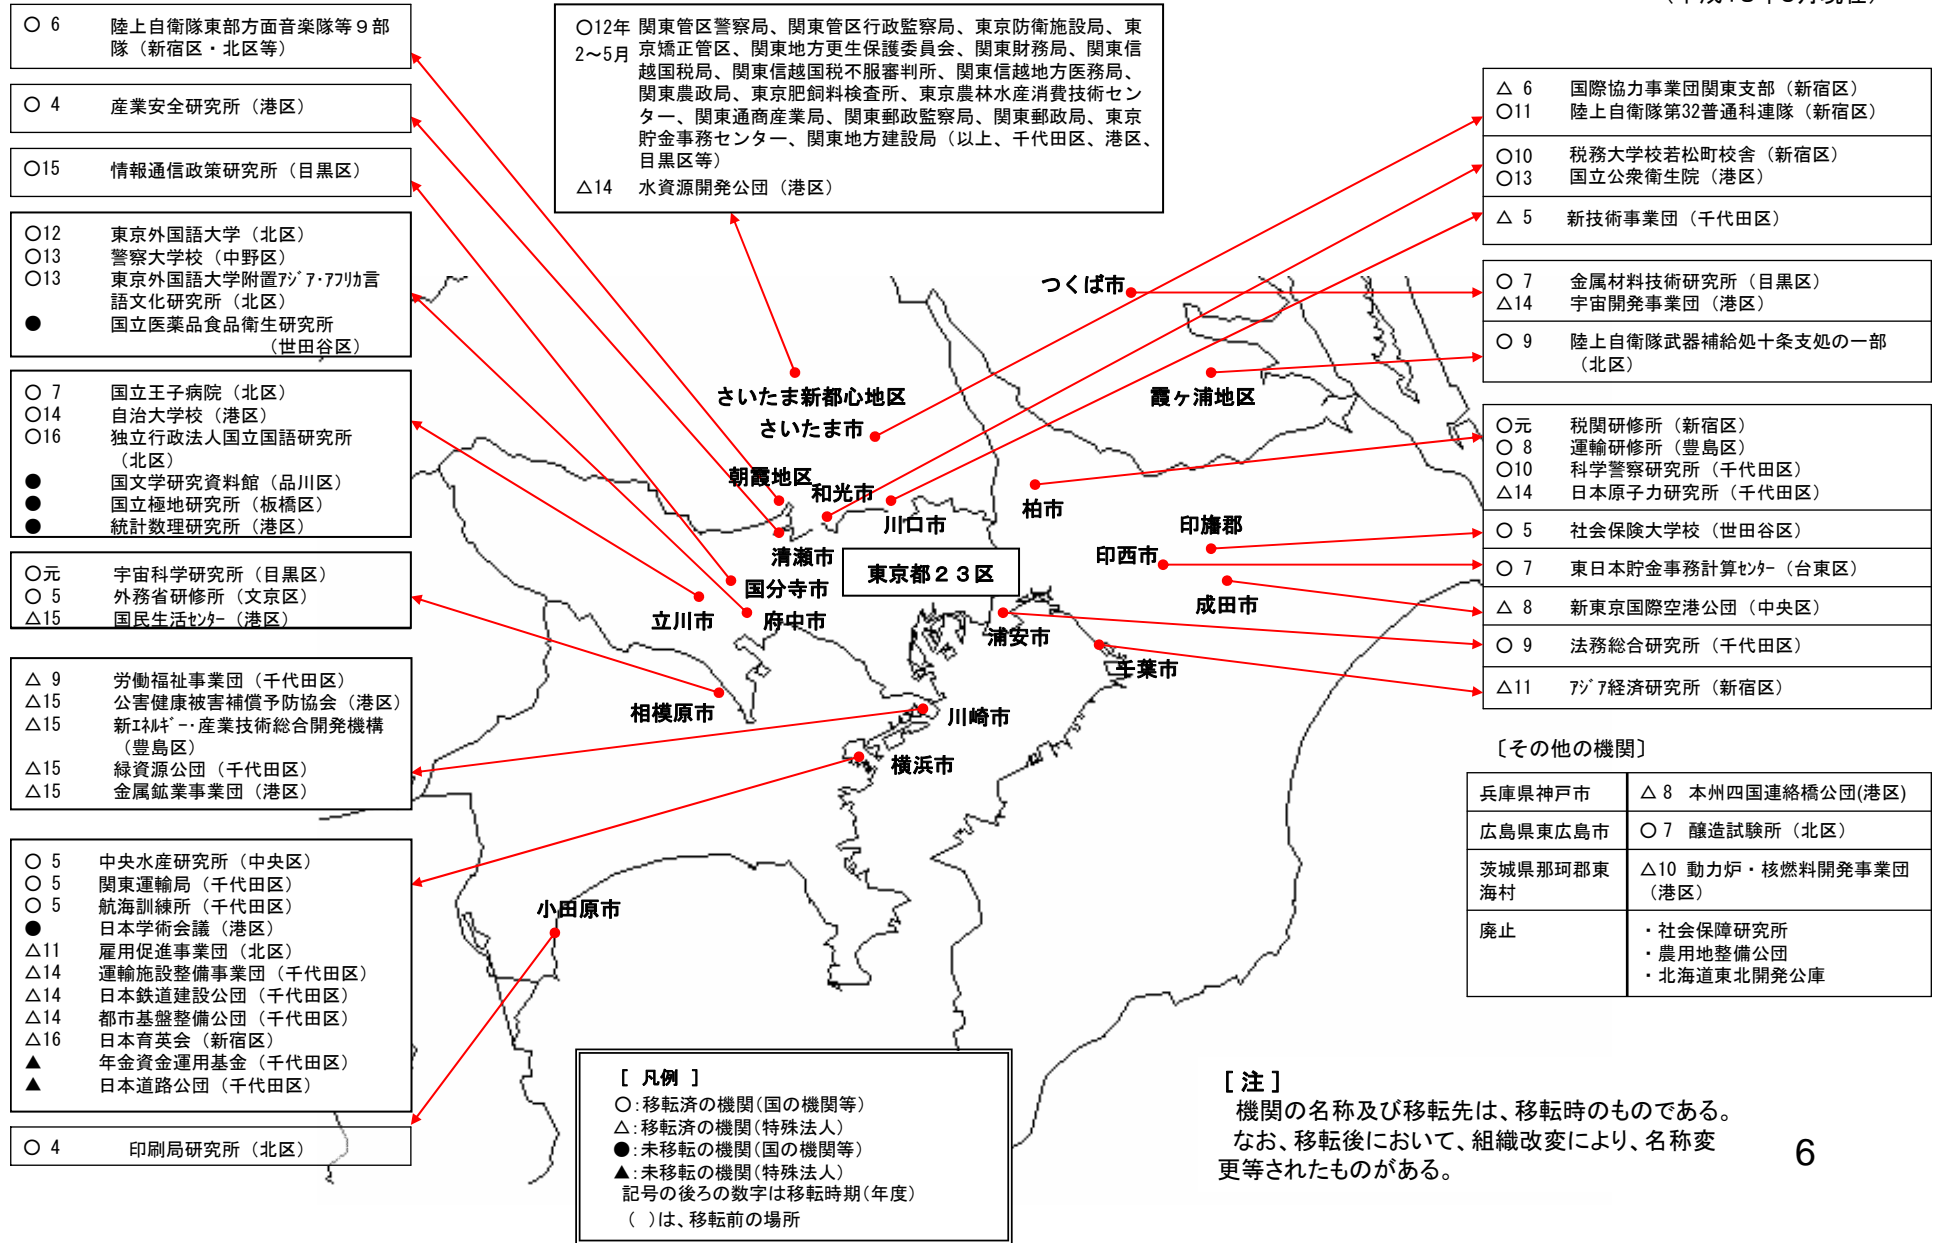 ○ 6 陸上自衛隊東部方面音楽隊等９部
隊（新宿区・北区等）
○ 4 産業安全研究所（港区）
○15 情報通信政策研究所（目黒区）
○12 東京外国語大学（北区）
○13 警察大学校（中野区）
○13 東京外国語大学附置ｱｼﾞｱ･ｱﾌﾘｶ言
語文化研究所（北区）
● 国立医薬品食品衛生研究所
（世田谷区）
○ 7 国立王子病院（北区）
○14 自治大学校（港区）
○16 独立行政法人国立国語研究所
（北区）
● 国文学研究資料館（品川区）
● 国立極地研究所（板橋区）
● 統計数理研究所（港区）
○元 宇宙科学研究所（目黒区）
○ 5 外務省研修所（文京区）
△15 国民生活ｾﾝﾀｰ（港区）
△ 9 労働福祉事業団（千代田区）
△15 公害健康被害補償予防協会（港区）
△15 新ｴﾈﾙｷﾞｰ･産業技術総合開発機構
（豊島区）
△15 緑資源公団（千代田区）
△15 金属鉱業事業団（港区）
○ 5 中央水産研究所（中央区）
○ 5 関東運輸局（千代田区）
○ 5 航海訓練所（千代田区）
● 日本学術会議（港区）
△11 雇用促進事業団（北区）
△14 運輸施設整備事業団（千代田区）
△14 日本鉄道建設公団（千代田区）
△14 都市基盤整備公団（千代田区）
△16 日本育英会（新宿区）
▲ 年金資金運用基金（千代田区）
▲ 日本道路公団（千代田区）
○ 4 印刷局研究所（北区）
○12年 関東管区警察局、関東管区行政監察局、東京防衛施設局、東
2～5月 京矯正管区、関東地方更生保護委員会、関東財務局、関東信
越国税局、関東信越国税不服審判所、関東信越地方医務局、
関東農政局、東京肥飼料検査所、東京農林水産消費技術セン
ター、関東通商産業局、関東郵政監察局、関東郵政局、東京
貯金事務センター、関東地方建設局（以上、千代田区、港区、
目黒区等）
△14 水資源開発公団（港区）
つくば市
さいたま新都心地区
霞ヶ浦地区
さいたま市
朝霞地区
和光市
川口市
柏市
印旛郡
清瀬市
東京都２３区
印西市
国分寺市
成田市
立川市
府中市
浦安市
千葉市
相模原市
川崎市
横浜市
小田原市
△ 6 国際協力事業団関東支部（新宿区）
○11 陸上自衛隊第32普通科連隊（新宿区）
○10 税務大学校若松町校舎（新宿区）
○13 国立公衆衛生院（港区）
△ 5 新技術事業団（千代田区）
○ 7 金属材料技術研究所（目黒区）
△14 宇宙開発事業団（港区）
○ 9 陸上自衛隊武器補給処十条支処の一部
（北区）
○元 税関研修所（新宿区）
○ 8 運輸研修所（豊島区）
○10 科学警察研究所（千代田区）
△14 日本原子力研究所（千代田区）
○ 5 社会保険大学校（世田谷区）
○ 7 東日本貯金事務計算ｾﾝﾀｰ（台東区）
△ 8 新東京国際空港公団（中央区）
○ 9 法務総合研究所（千代田区）
△11 ｱｼﾞｱ経済研究所（新宿区）
〔その他の機関〕
兵庫県神戸市 △ 8 本州四国連絡橋公団(港区)
広島県東広島市 ○ 7 醸造試験所（北区）
茨城県那珂郡東 △10 動力炉・核燃料開発事業団
海村 （港区）
廃止 ・社会保障研究所
・農用地整備公団
・北海道東北開発公庫
［ 凡例 ］
○：移転済の機関（国の機関等）
△：移転済の機関（特殊法人）
●：未移転の機関（国の機関等）
▲：未移転の機関（特殊法人）
記号の後ろの数字は移転時期（年度）
（ ）は、移転前の場所
［ 注 ］
機関の名称及び移転先は、移転時のものである。
なお、移転後において、組織改変により、名称変
更等されたものがある。
6